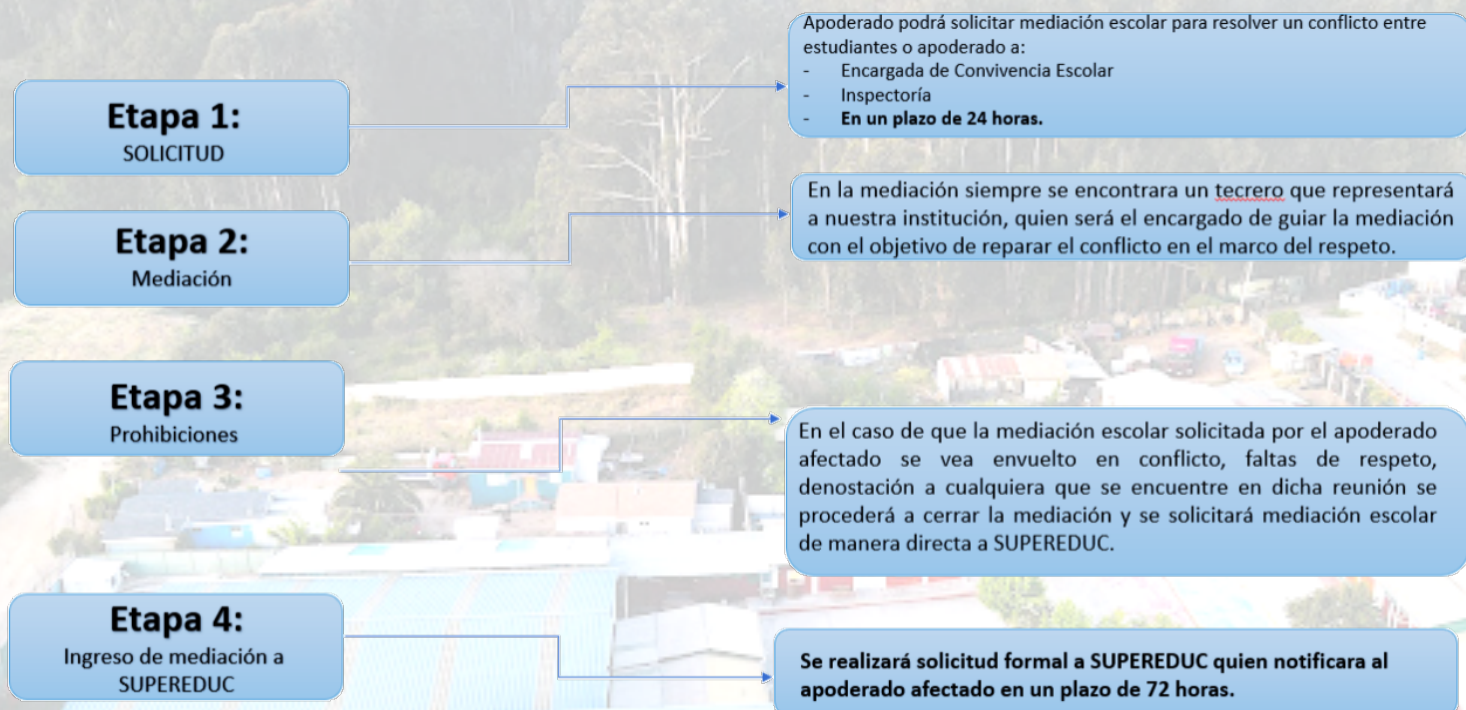 Etapa 1:
SOLICITUD
Apoderado podrá solicitar mediación escolar para resolver un conflicto entre
estudiantes o apoderado a:
- Encargada de Convivencia Escolar
- Inspectoría
- En un plazo de 24 horas.
Etapa 2:
Mediación
En la mediación siempre se encontrara un tecrero que representará
a nuestra institución, quien será el encargado de guiar la mediación
con el objetivo de reparar el conflicto en el marco del respeto.
Etapa 3:
Prohibiciones
En el caso de que la mediación escolar solicitada por el apoderado
afectado se vea envuelto en conflicto, faltas de respeto,
denostación a cualquiera que se encuentre en dicha reunión se
procederá a cerrar la mediación y se solicitará mediación escolar
de manera directa a SUPEREDUC.
Etapa 4:
Ingreso de mediación a
SUPEREDUC
Se realizará solicitud formal a SUPEREDUC quien notificara al
apoderado afectado en un plazo de 72 horas.